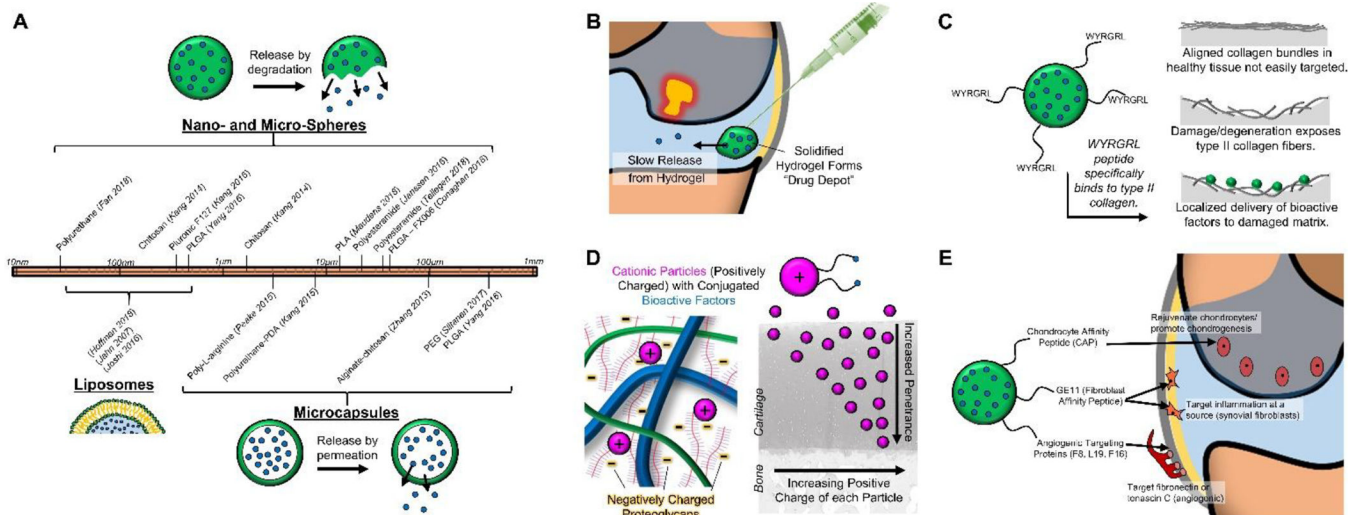 A
Release by
degradation
Nano- and Micro-Spheres
Polyurethane (Fan 2018)
Chitosan (Kang 2014)
Pluronic F127 (Kang 2016)
PLGA (Yang 2016)
Chitosan (Kang 2014)
PLA (Maudens 2018)
Polyesteramide (Janssen 2016)
Polyesteramide (Tellegen 2018)
PLGA – FX006 (Conaghan 2016)
10nm
100nm
1μm
10μm
100μm
1mm
(Hoffman 2018)
(Jahn 2007)
(Joshi 2016)
Liposomes
Poly-L-arginine (Peake 2015)
Polyurethane-PDA (Kang 2015)
Alginate-chitosan (Zhang 2013)
PEG (Stilhano 2017)
PLGA (Yang 2016)
Microcapsules
Release by
permeation
B
Slow Release
from Hydrogel
Solidified
Hydrogel Forms
"Drug Depot"
C
WYRGRL
WYRGRL
WYRGRL
WYRGRL
WYRGRL
peptide
specifically
binds to type II
collagen.
Aligned collagen bundles in
healthy tissue not easily targeted.
Damage/degeneration exposes
type II collagen fibers.
Localized delivery of bioactive
factors to damaged matrix.
D
Cationic Particles (Positively
Charged) with Conjugated
Bioactive Factors
Negatively Charged
Proteoglycans
Cartilage
Bone
Increased Penetrance
Increasing Positive
Charge of each Particle
E
Chondrocyte Affinity
Peptide (CAP)
GE11 (Fibroblast
Affinity Peptide)
Angiogenic Targeting
Proteins (F8, L19, F16)
Rejuvenate chondrocytes/
promote chondrogenesis
Target inflammation at a
source (synovial fibroblasts)
Target fibronectin or
tenascin C (angiogenic)